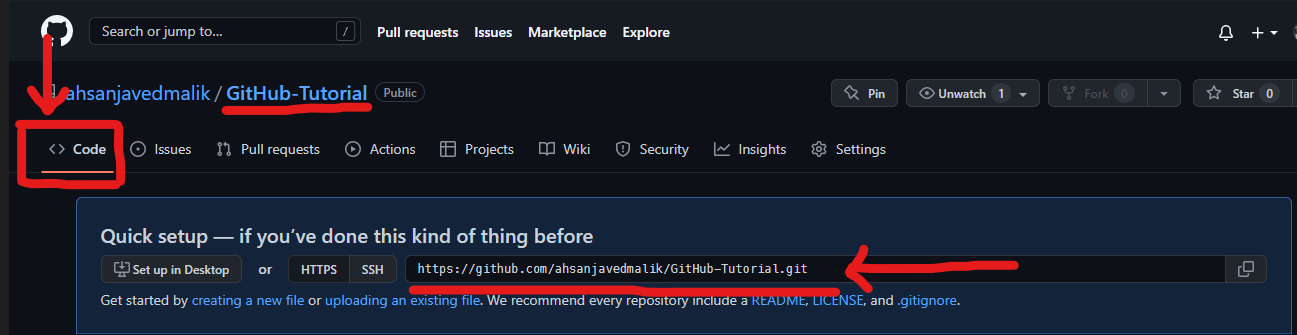 Search or jump to... / Pull requests Issues Marketplace Explore
ahsanjavedmalik / GitHub-Tutorial Public Pin Unwatch 1 Fork 0 Star 0
Code Issues Pull requests Actions Projects Wiki Security Insights Settings
Quick setup — if you've done this kind of thing before
Set up in Desktop or HTTPS SSH https://github.com/ahsanjavedmalik/GitHub-Tutorial.git
Get started by creating a new file or uploading an existing file. We recommend every repository include a README, LICENSE, and .gitignore.